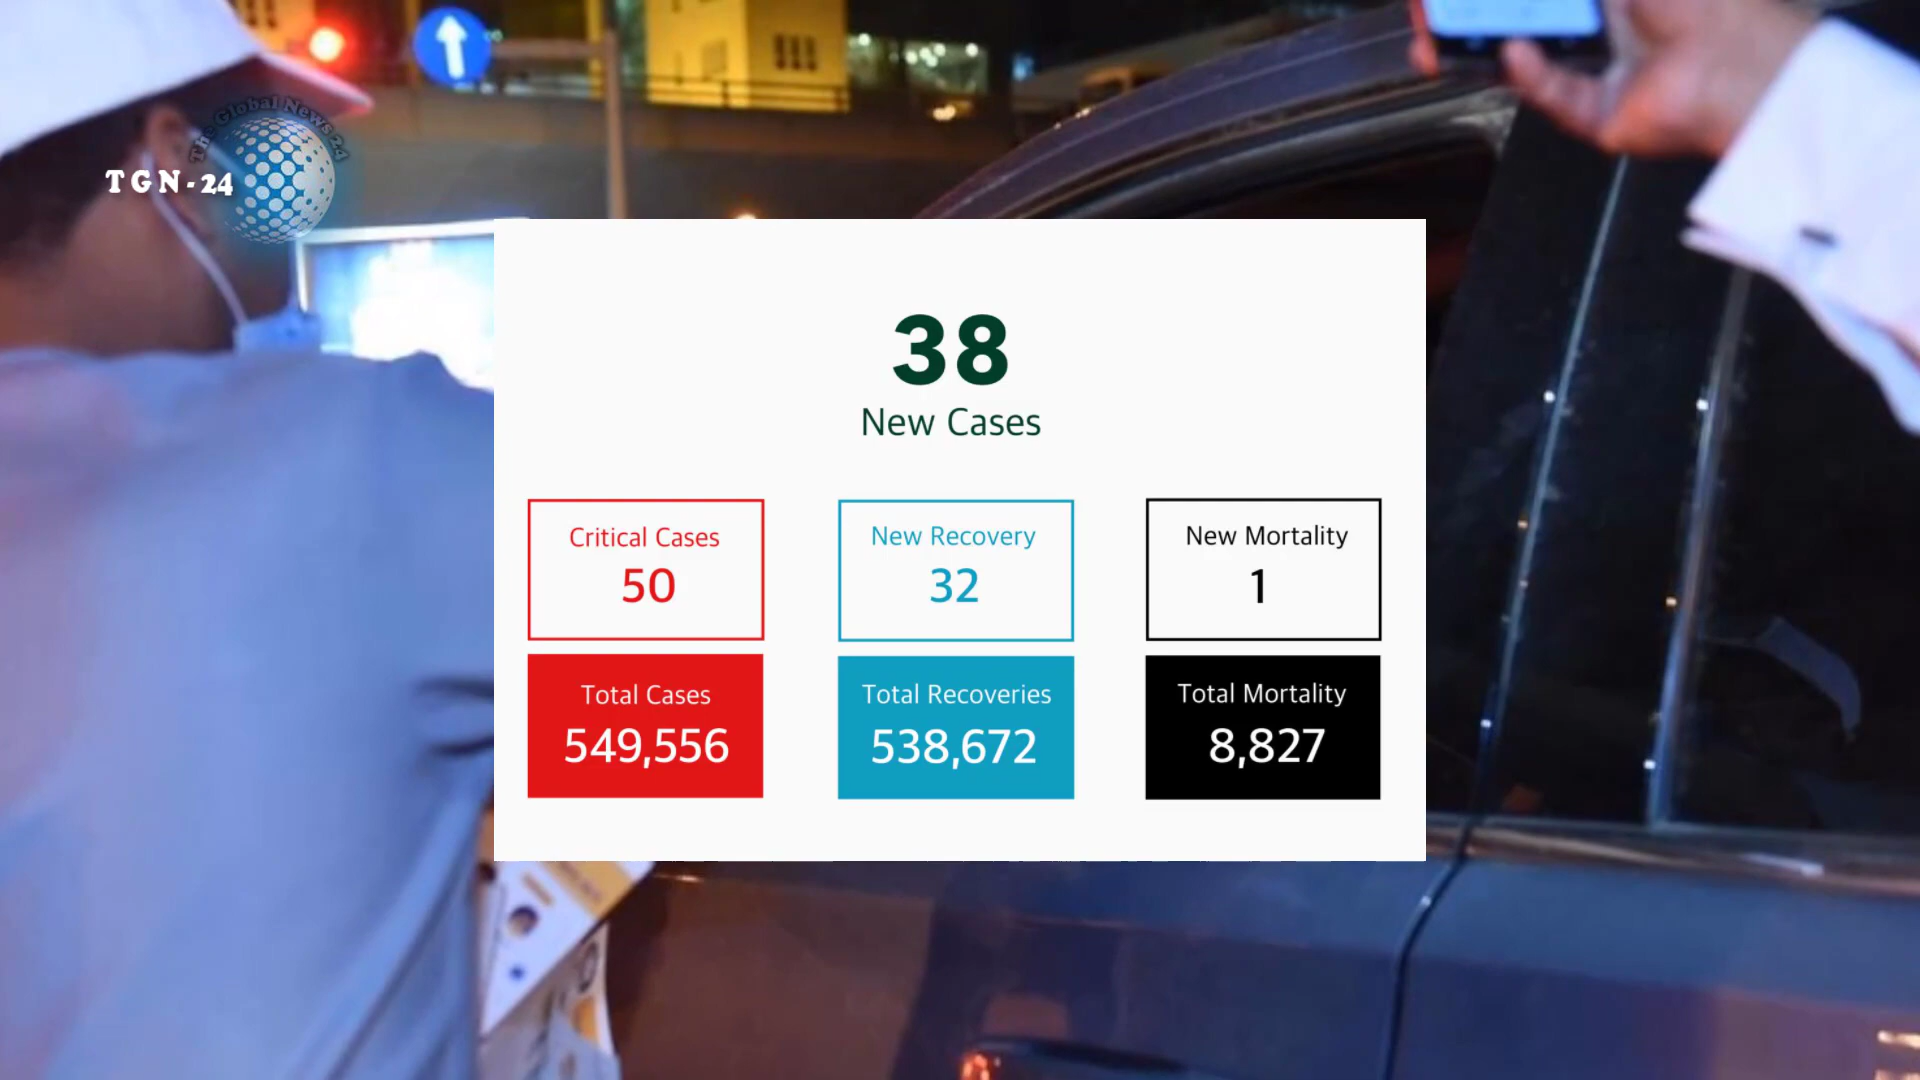 The Global News 24
TGN-24
38
New Cases
Critical Cases
50
New Recovery
32
New Mortality
1
Total Cases
549,556
Total Recoveries
538,672
Total Mortality
8,827